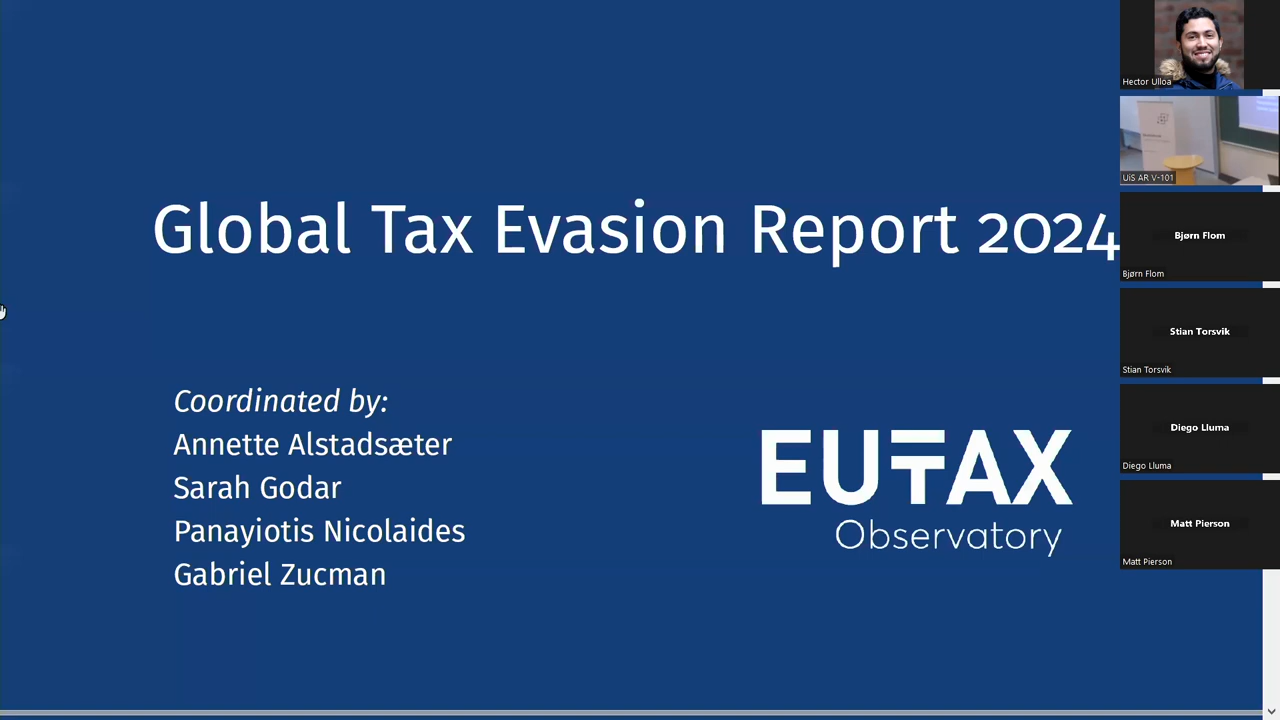 Global Tax Evasion Report 2024
Coordinated by:
Annette Alstadsæter
Sarah Godar
Panayiotis Nicolaides
Gabriel Zucman
EUTAX
Observatory
Hector Ulloa
UiS AR V-101
Bjørn Flom
Bjørn Flom
Stian Torsvik
Stian Torsvik
Diego Lluma
Diego Lluma
Matt Pierson
Matt Pierson